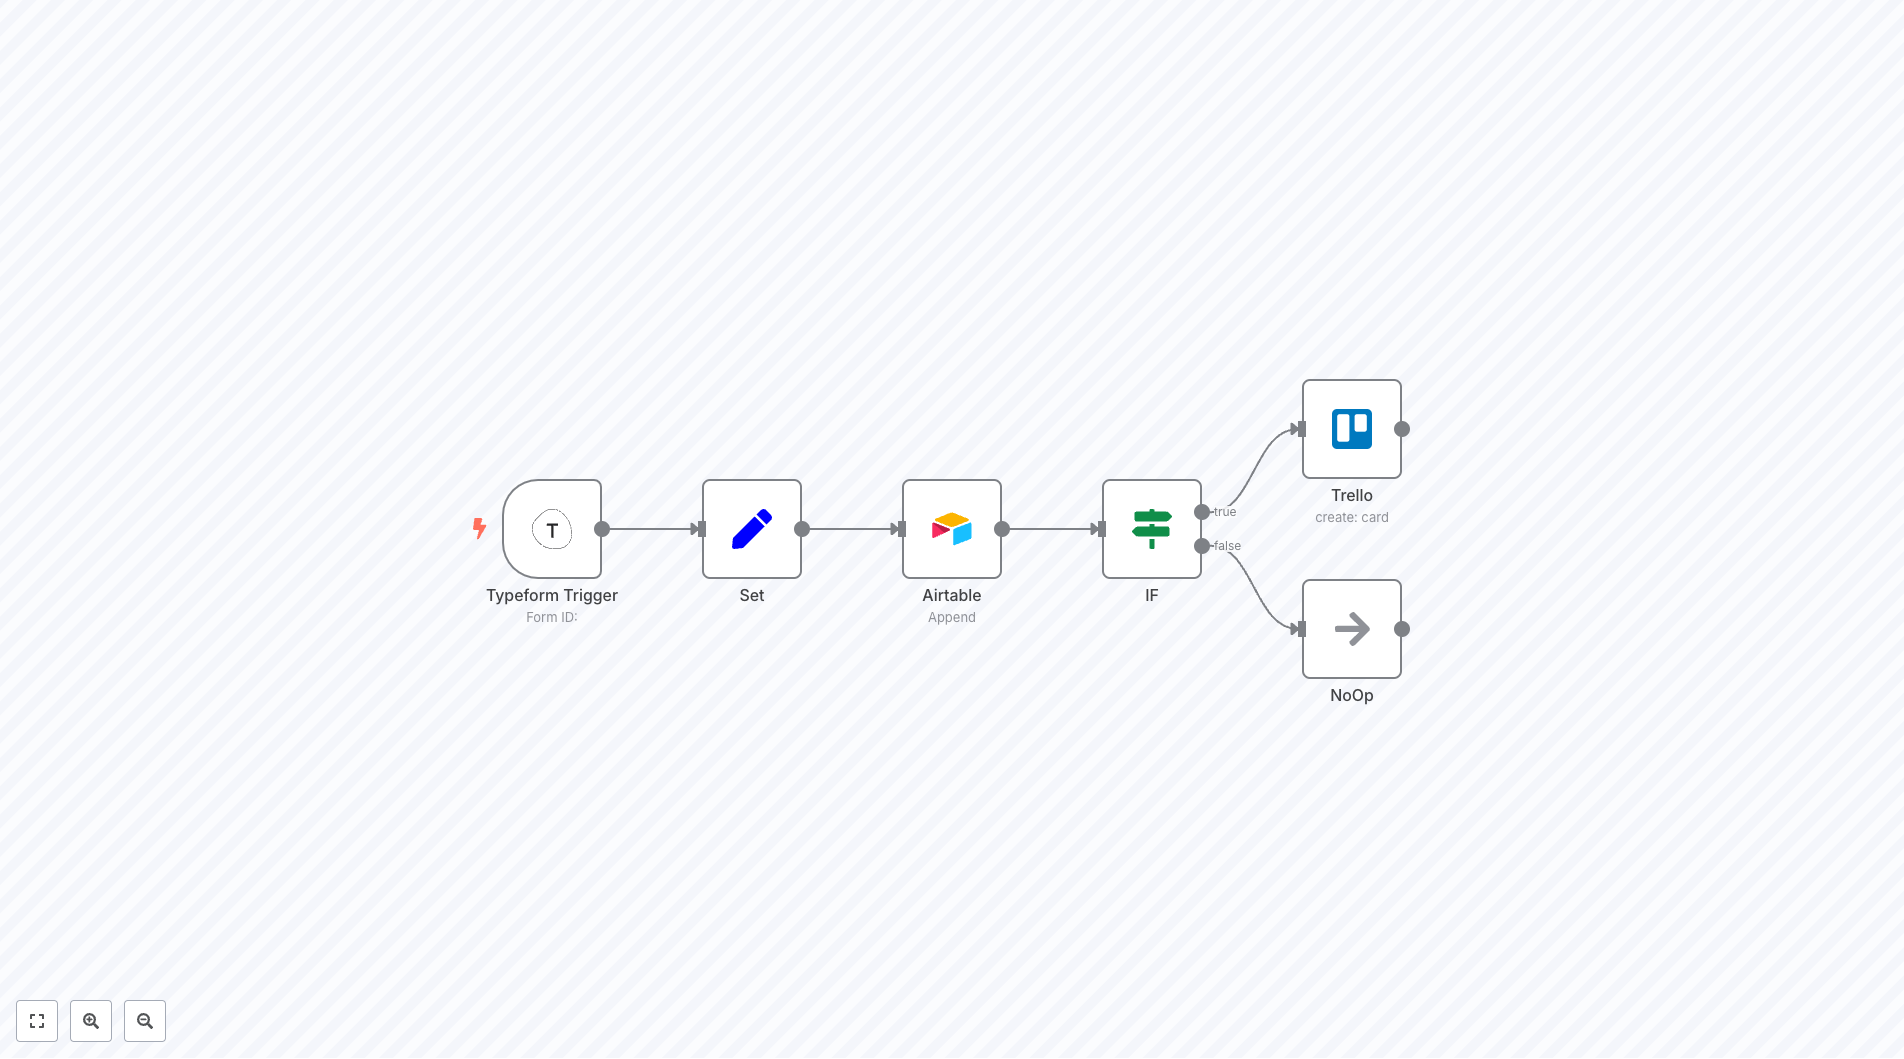 T
Typeform Trigger
Form ID:
Set
Airtable
Append
IF
true
false
Trello
create: card
NoOp